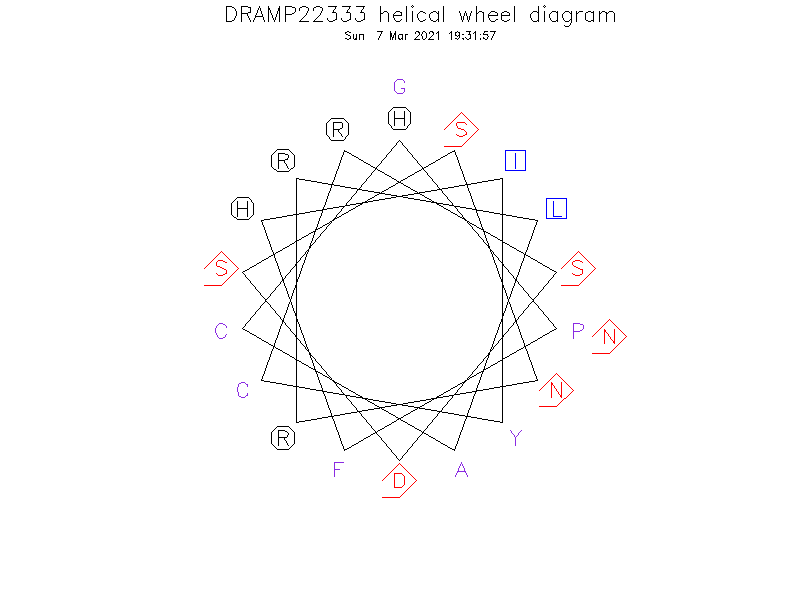 DRAMP22333 helical wheel diagram
Sun 7 Mar 2021 19:31:57
G
R H S
R I
H L
S S
C P N
C N
R Y
F D A